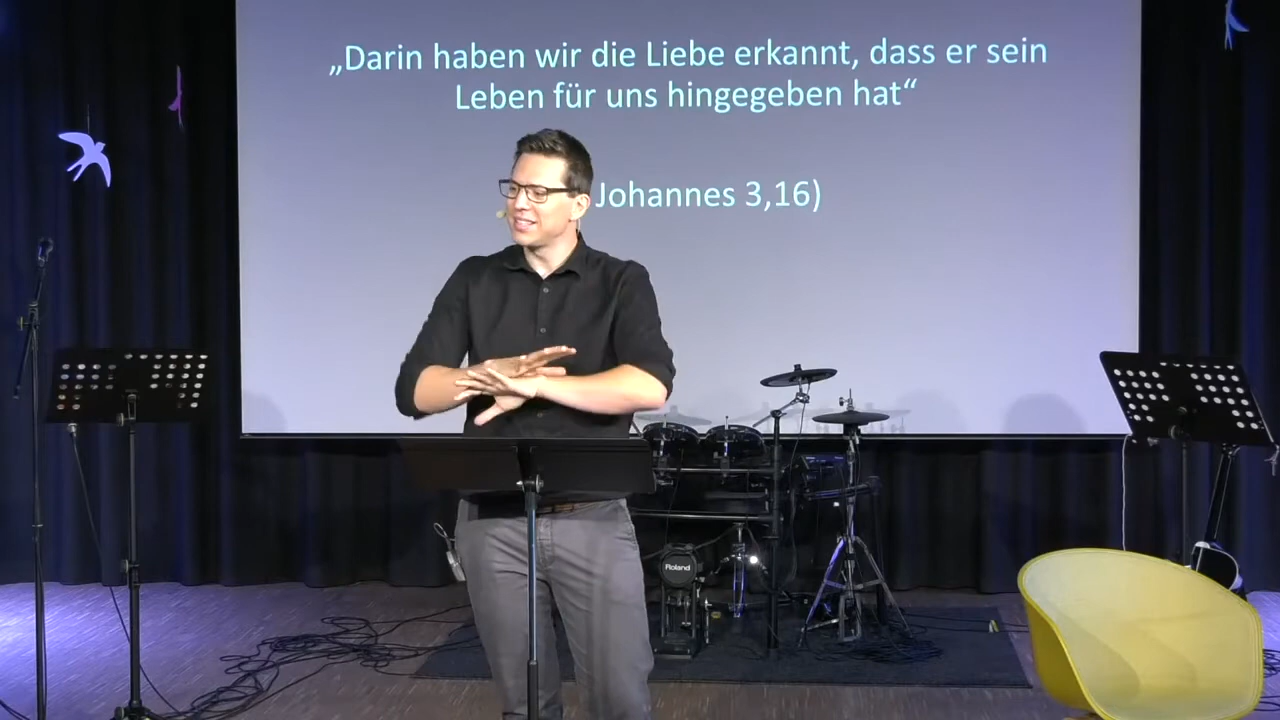 „Darin haben wir die Liebe erkannt, dass er sein
Leben für uns hingegeben hat“
Johannes 3,16)
Roland